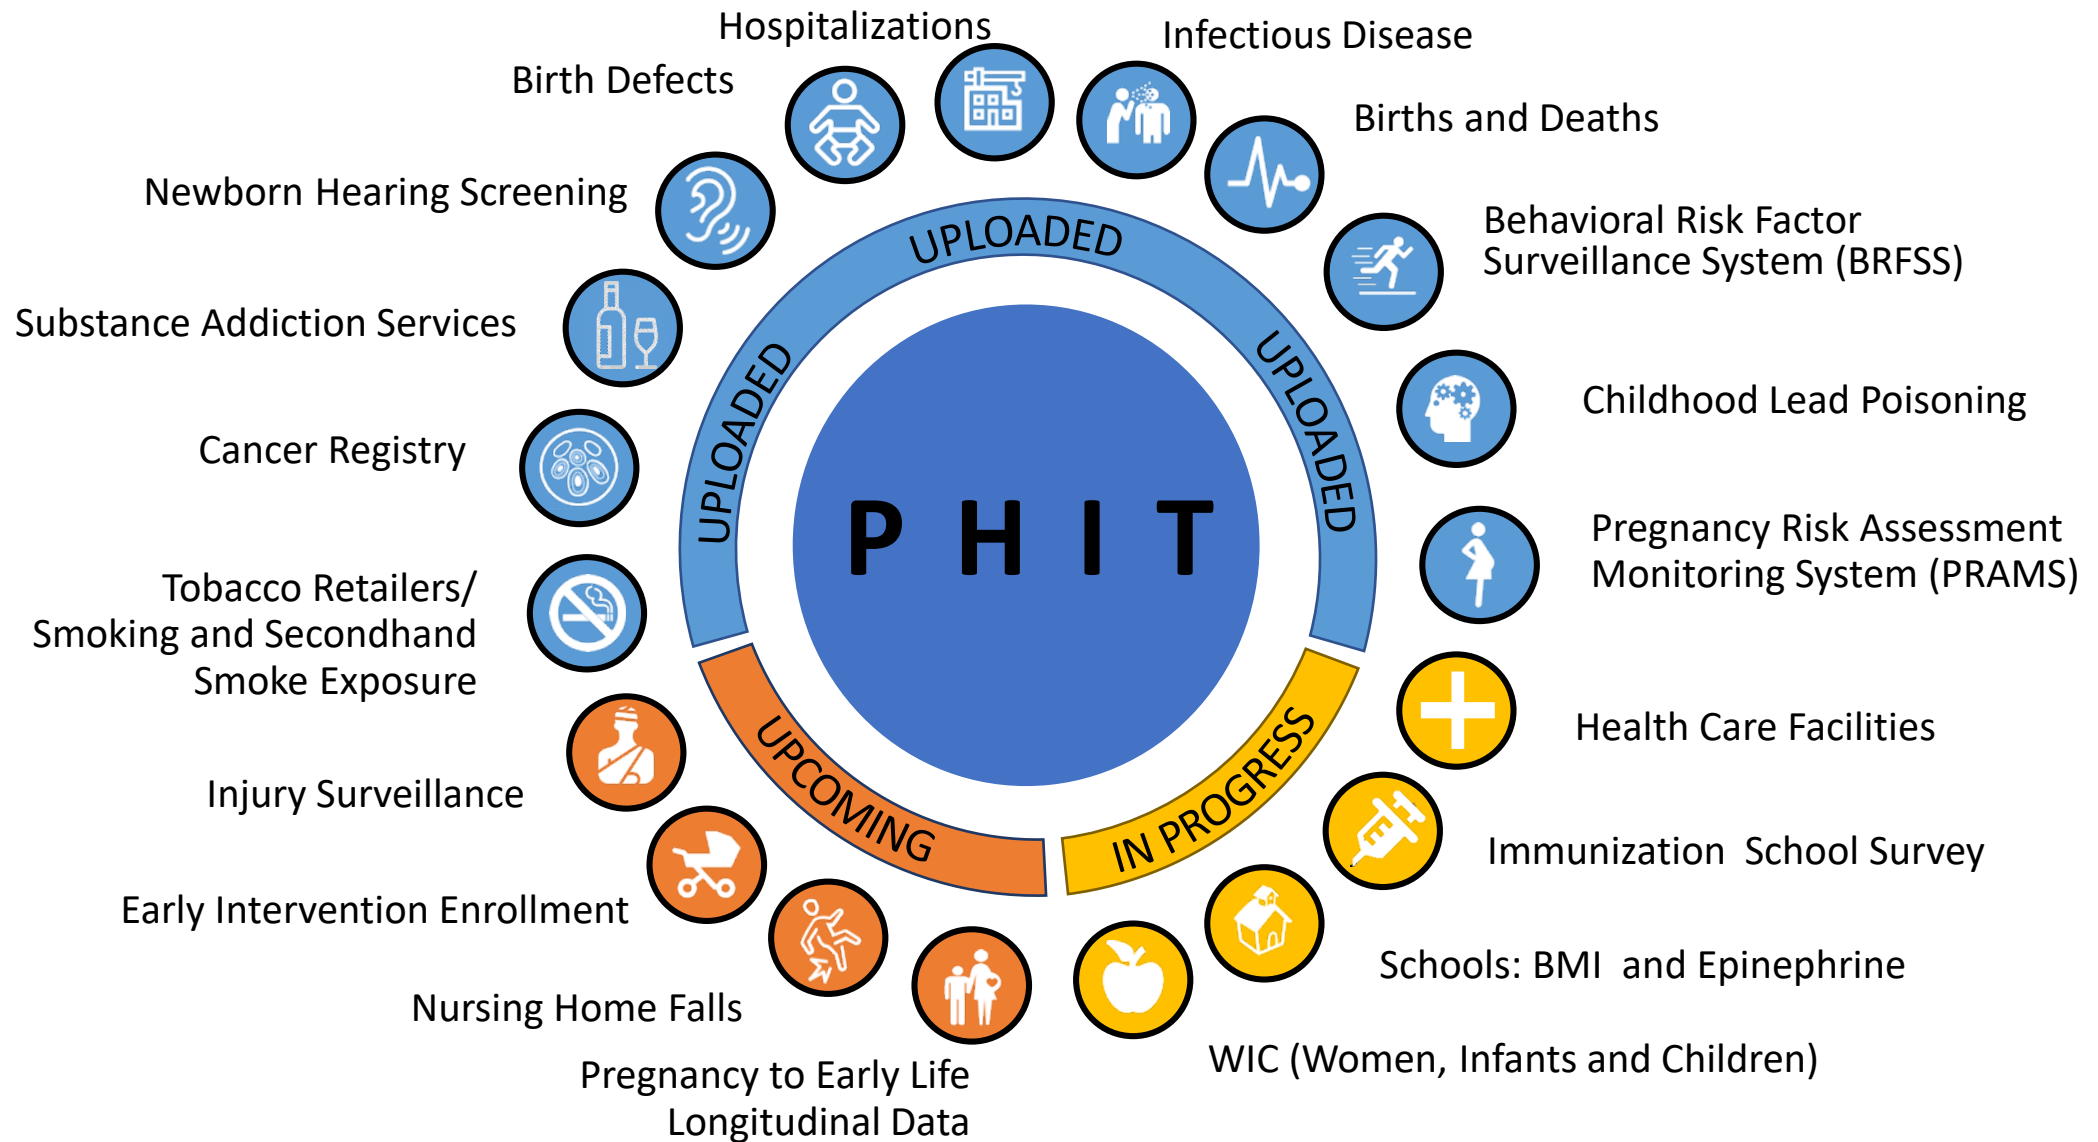 Hospitalizations
Infectious Disease
Birth Defects
Births and Deaths
Newborn Hearing Screening
Behavioral Risk Factor
Surveillance System (BRFSS)
Substance Addiction Services
Childhood Lead Poisoning
Cancer Registry
Pregnancy Risk Assessment
Monitoring System (PRAMS)
Tobacco Retailers/
Smoking and Secondhand
Smoke Exposure
Health Care Facilities
Injury Surveillance
Immunization School Survey
Early Intervention Enrollment
Schools: BMI and Epinephrine
Nursing Home Falls
WIC (Women, Infants and Children)
Pregnancy to Early Life
Longitudinal Data
UPLOADED
UPLOADED
UPLOADED
PHIT
UPCOMING
IN PROGRESS